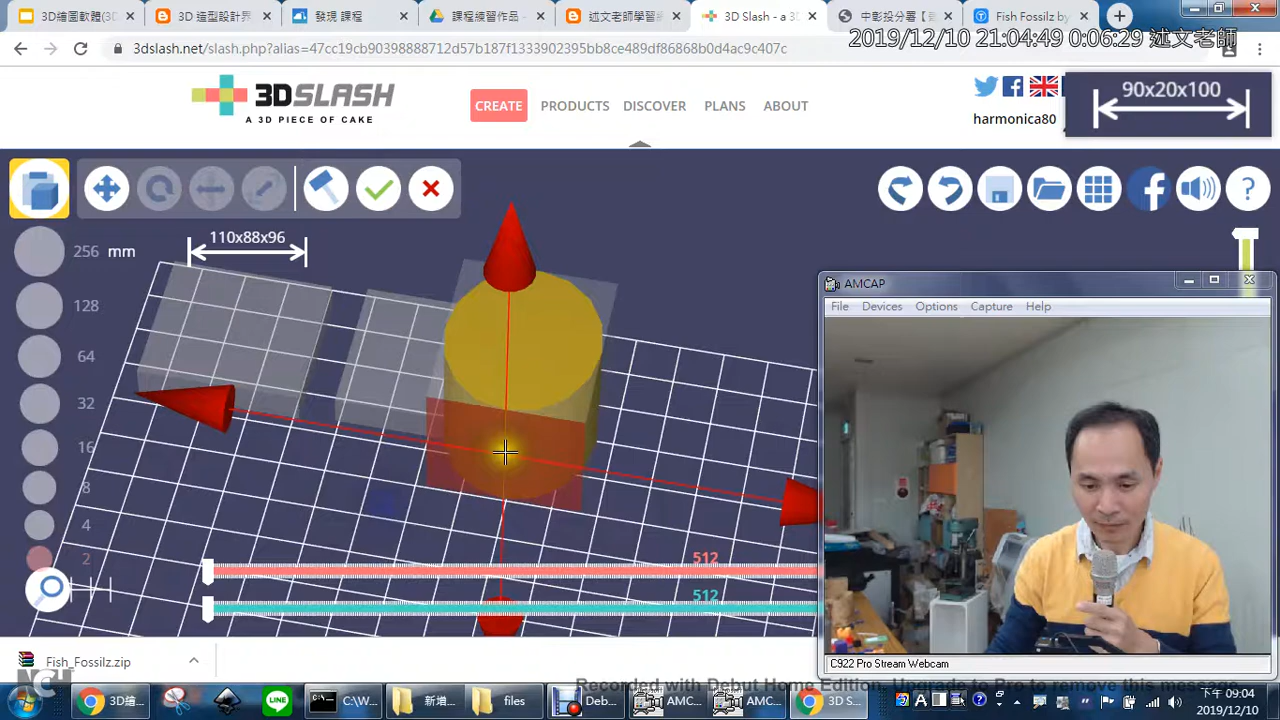 3D繪圖家教班
3D 造型設計界
發現 課程
課程練習作品 -
述文老師學習
3D Slash - a 3D
中彰投分署【
Fish Fossilz by
3dslash.net/slash.php?alias=47cc19cb90398888712d57b187f1333902395bb8ce489df86868b0d4ac9c407c
2019/12/10 21:04:49 0:06:29 述文老師
3DSLASH
A 3D PIECE OF CAKE
CREATE
PRODUCTS
DISCOVER
PLANS
ABOUT
harmonica80
90x20x100
110x88x96
256 mm
128
64
32
16
8
4
2
512
512
AMCAP
File
Devices
Options
Capture
Help
C922 Pro Stream Webcam
Fish_Fossilz.zip
NCH
Recorded with Debut Home Edition. Upgrade to Pro to remove this message
C:\W...
新增...
files
Deb...
AMC...
AMC...
3D S...
下午 09:04
2019/12/10